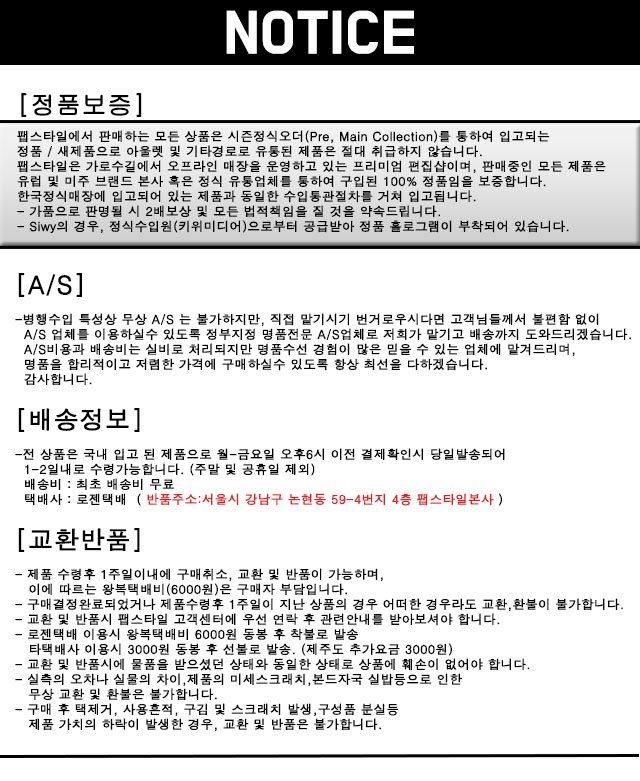 NOTICE
[정품보증]
팹스타일에서 판매하는 모든 상품은 시즌정식오더(Pre, Main Collection)를 통하여 입고되는
정품 / 새제품으로 아울렛 및 기타경로로 유통된 제품은 절대 취급하지 않습니다.
팹스타일은 가로수길에서 오프라인 매장을 운영하고 있는 프리미엄 편집샵이며, 판매중인 모든 제품은
유럽 및 미주 브랜드 본사 혹은 정식 유통업체를 통하여 구입된 100% 정품임을 보증합니다.
한국정식매장에 입고되어 있는 제품과 동일한 수입통관절차를 거쳐 입고됩니다.
- 가품으로 판명될 시 2배보상 및 모든 법적책임을 질 것을 약속드립니다.
- Siwy의 경우, 정식수입원(키위미디어)으로부터 공급받아 정품 홀로그램이 부착되어 있습니다.
[A/S]
-병행수입 특성상 무상 A/S 는 불가하지만, 직접 맡기시기 번거로우시다면 고객님들께서 불편함 없이
A/S 업체를 이용하실수 있도록 정부지정 명품전문 A/S업체로 저희가 맡기고 배송까지 도와드리겠습니다.
A/S비용과 배송비는 실비로 처리되지만 명품수선 경험이 많은 믿을 수 있는 업체에 맡겨드리며,
명품을 합리적이고 저렴한 가격에 구매하실수 있도록 항상 최선을 다하겠습니다.
감사합니다.
[배송정보]
-전 상품은 국내 입고 된 제품으로 월-금요일 오후6시 이전 결제확인시 당일발송되어
1-2일내로 수령가능합니다. (주말 및 공휴일 제외)
배송비 : 최초 배송비 무료
택배사 : 로젠택배 ( 반품주소:서울시 강남구 논현동 59-4번지 4층 팹스타일본사 )
[교환반품]
- 제품 수령후 1주일이내에 구매취소, 교환 및 반품이 가능하며,
이에 따르는 왕복택배비(6000원)은 구매자 부담입니다.
- 구매결정완료되었거나 제품수령후 1주일이 지난 상품의 경우 어떠한 경우라도 교환,환불이 불가합니다.
- 교환 및 반품시 팹스타일 고객센터에 우선 연락 후 관련안내를 받아보셔야 합니다.
- 로젠택배 이용시 왕복택배비 6000원 동봉 후 착불로 발송
타택배사 이용시 3000원 동봉 후 선불로 발송. (제주도 추가요금 3000원)
- 교환 및 반품시에 물품을 받으셨던 상태와 동일한 상태로 상품에 훼손이 없어야 합니다.
- 실측의 오차나 실물의 차이,제품의 미세스크래치,본드자국 실밥등으로 인한
무상 교환 및 환불은 불가합니다.
- 구매 후 택제거, 사용흔적, 구김 및 스크래치 발생,구성품 분실등
제품 가치의 하락이 발생한 경우, 교환 및 반품은 불가합니다.